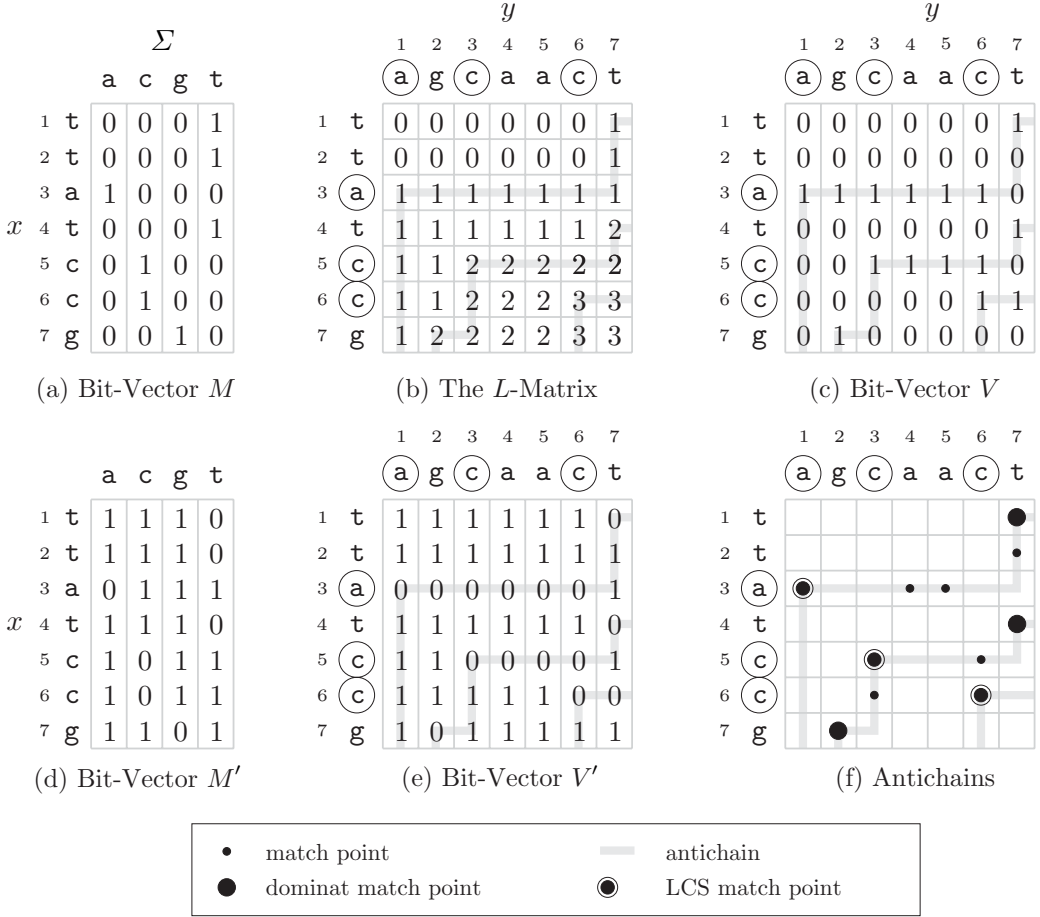 Σ
a c g t
1 t 0 0 0 1
2 t 0 0 0 1
3 a 1 0 0 0
x 4 t 0 0 0 1
5 c 0 1 0 0
6 c 0 1 0 0
7 g 0 0 1 0
(a) Bit-Vector M
y
1 2 3 4 5 6 7
a g c a a c t
1 t 0 0 0 0 0 0 1
2 t 0 0 0 0 0 0 1
3 a 1 1 1 1 1 1 1
4 t 1 1 1 1 1 1 2
5 c 1 1 2 2 2 2 2
6 c 1 1 2 2 2 3 3
7 g 1 2 2 2 2 3 3
(b) The L-Matrix
y
1 2 3 4 5 6 7
a g c a a c t
1 t 0 0 0 0 0 0 1
2 t 0 0 0 0 0 0 0
3 a 1 1 1 1 1 1 0
4 t 0 0 0 0 0 0 1
5 c 0 0 1 1 1 1 0
6 c 0 0 0 0 0 1 1
7 g 0 1 0 0 0 0 0
(c) Bit-Vector V
a c g t
1 t 1 1 1 0
2 t 1 1 1 0
3 a 0 1 1 1
x 4 t 1 1 1 0
5 c 1 0 1 1
6 c 1 0 1 1
7 g 1 1 0 1
(d) Bit-Vector M′
1 2 3 4 5 6 7
a g c a a c t
1 t 1 1 1 1 1 1 0
2 t 1 1 1 1 1 1 1
3 a 0 0 0 0 0 0 1
4 t 1 1 1 1 1 1 0
5 c 1 1 0 0 0 0 1
6 c 1 1 1 1 1 0 0
7 g 1 0 1 1 1 1 1
(e) Bit-Vector V′
1 2 3 4 5 6 7
a g c a a c t
1 t
2 t
3 a
4 t
5 c
6 c
7 g
(f) Antichains
match point
antichain
dominat match point
LCS match point